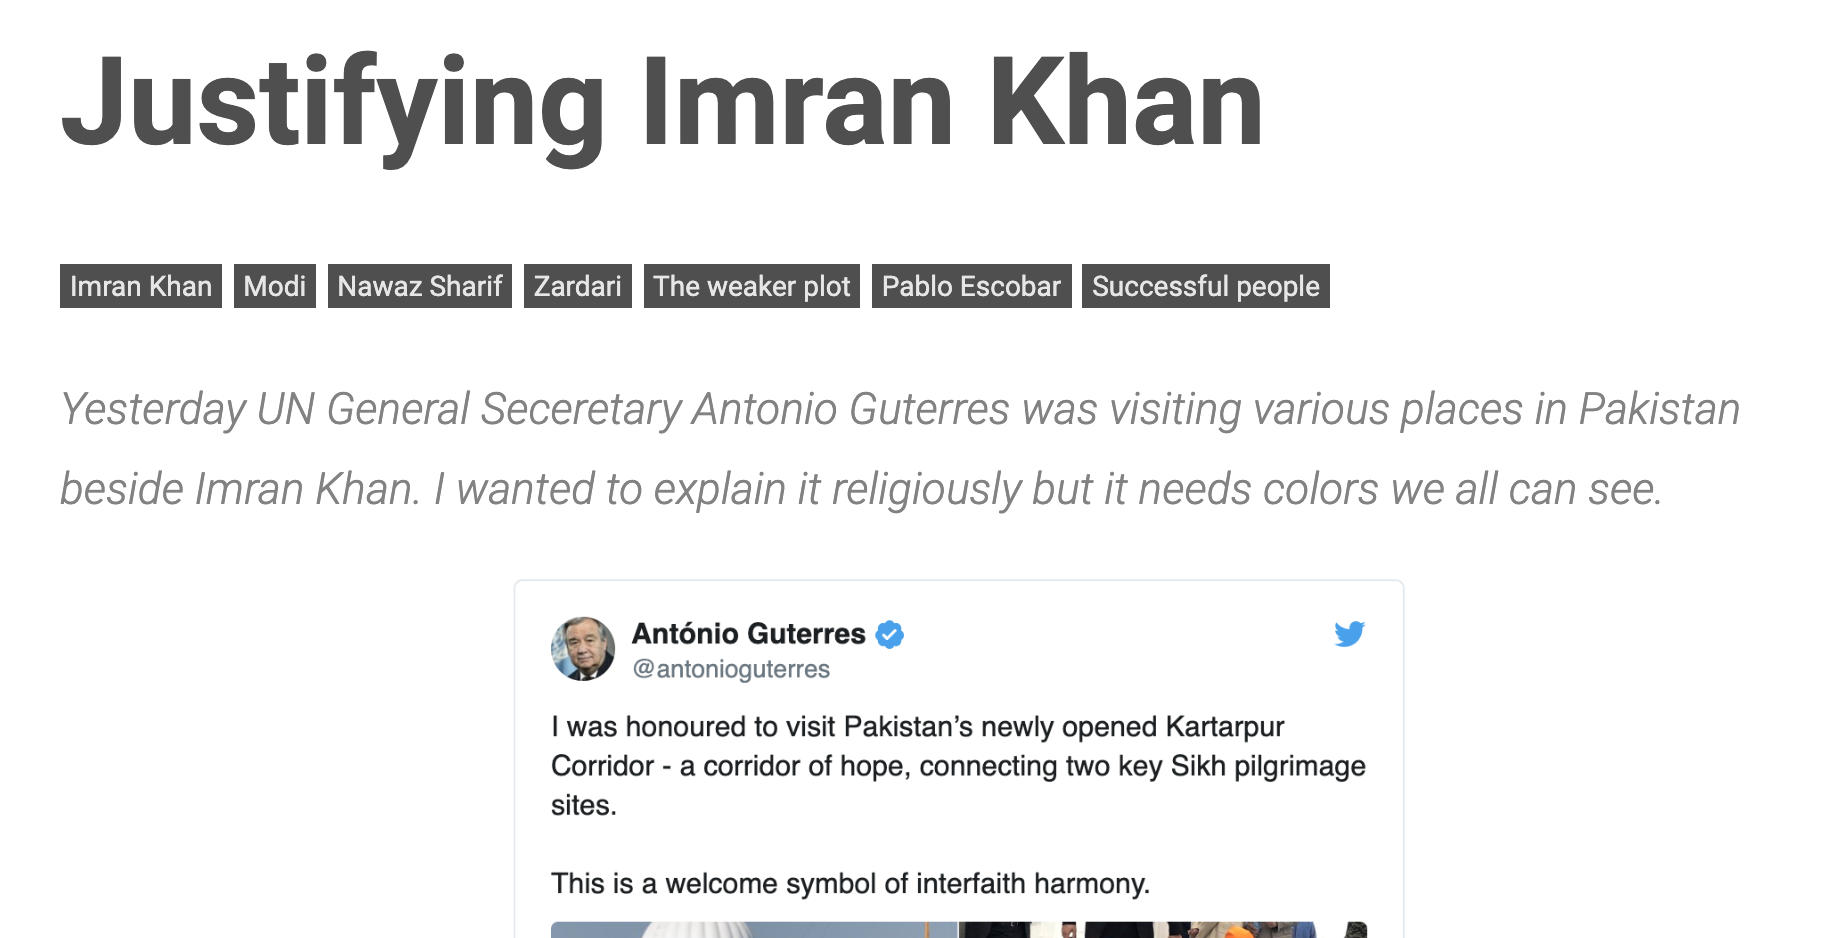 Justifying Imran Khan
Imran Khan Modi Nawaz Sharif Zardari The weaker plot Pablo Escobar Successful people
Yesterday UN General Seceretary Antonio Guterres was visiting various places in Pakistan
beside Imran Khan. I wanted to explain it religiously but it needs colors we all can see.
António Guterres
@antonioguterres
I was honoured to visit Pakistan’s newly opened Kartarpur
Corridor - a corridor of hope, connecting two key Sikh pilgrimage
sites.
This is a welcome symbol of interfaith harmony.